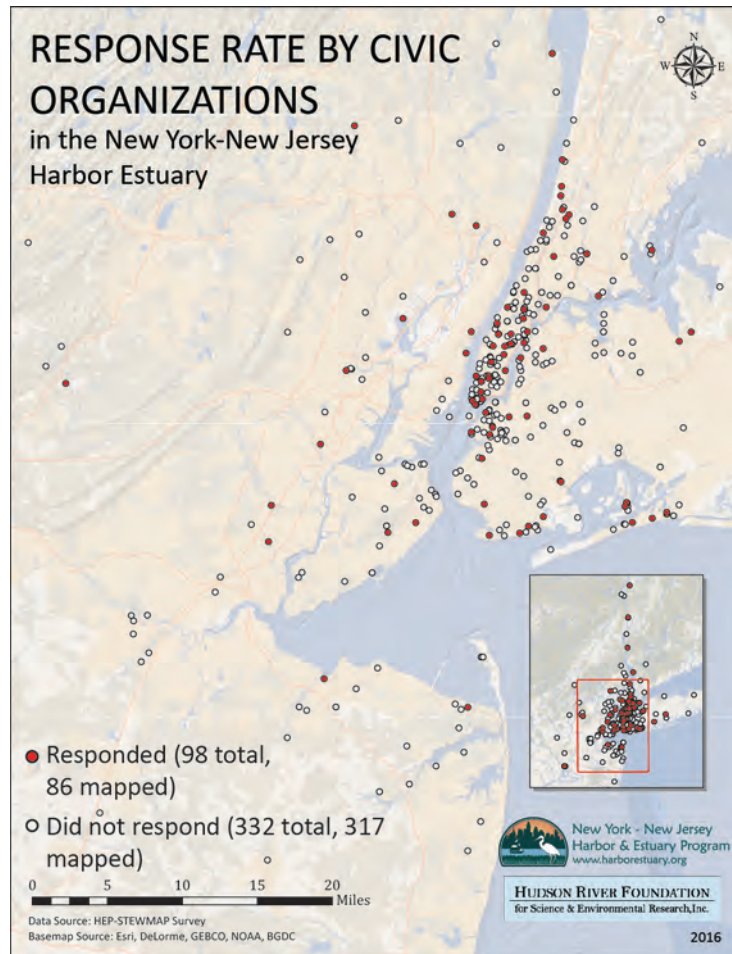 RESPONSE RATE BY CIVIC
ORGANIZATIONS
in the New York-New Jersey
Harbor Estuary
N
W E
S
Responded (98 total,
86 mapped)
Did not respond (332 total, 317
mapped)
0 5 10 20
Miles
Data Source: HEP-STEWMAP Survey
Basemap Source: Esri, DeLorme, GEBCO, NOAA, BGDC
New York - New Jersey
Harbor & Estuary Program
www.harborestuary.org
HUDSON RIVER FOUNDATION
for Science & Environmental Research, Inc.
2016